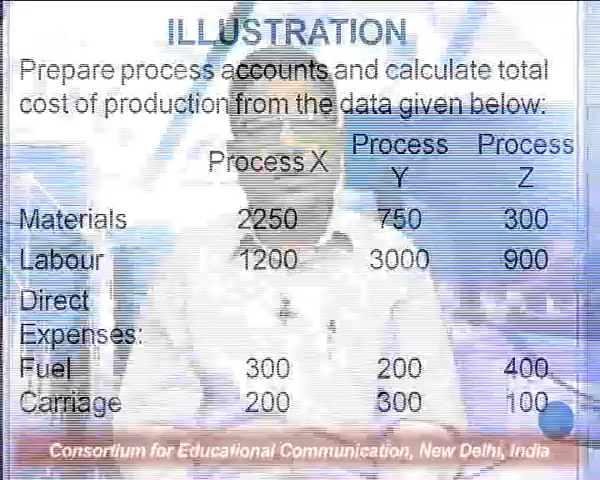 ILLUSTRATION
Prepare process accounts and calculate total
cost of production from the data given below:
Process X Process Y Process Z
Materials 2250 750 300
Labour 1200 3000 900
Direct
Expenses:
Fuel 300 200 400
Carriage 200 300 100
Consortium for Educational Communication, New Delhi, India